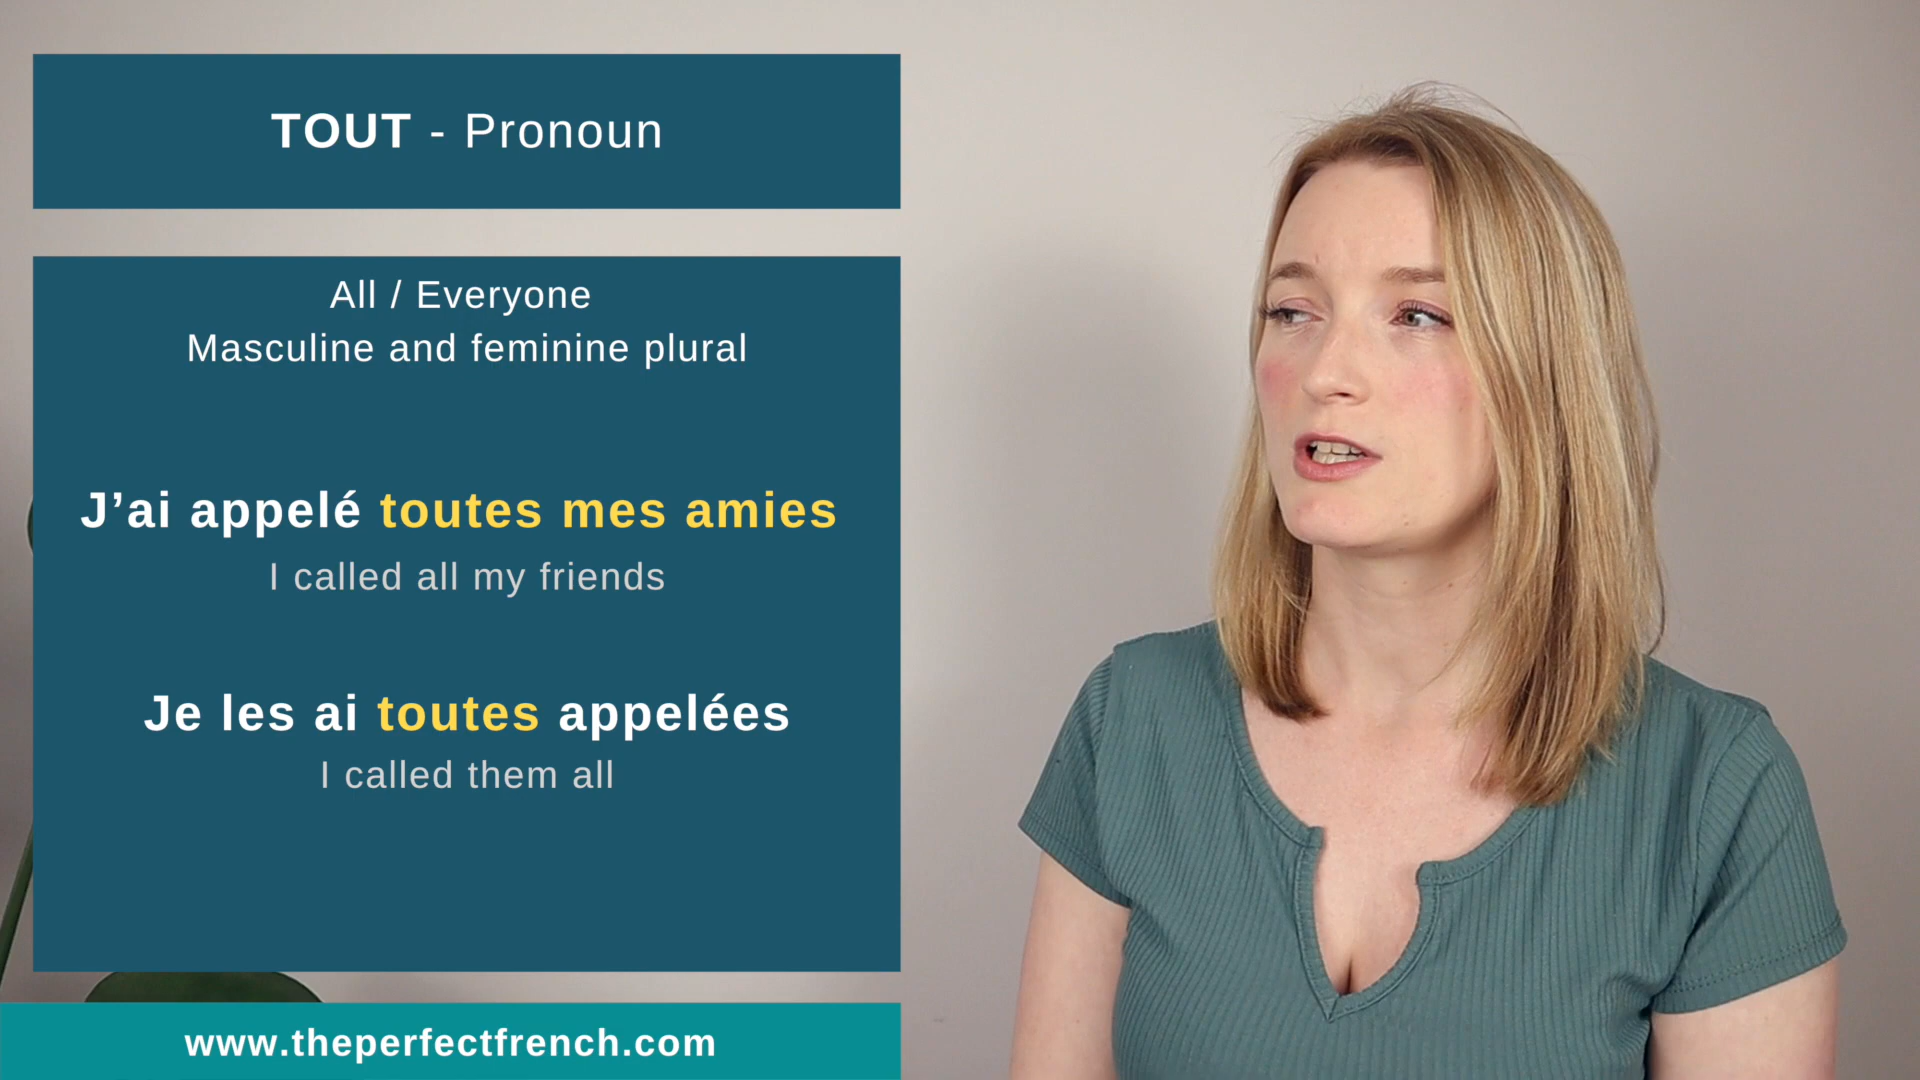 TOUT - Pronoun
All / Everyone
Masculine and feminine plural
J’ai appelé toutes mes amies
I called all my friends
Je les ai toutes appelées
I called them all
www.theperfectfrench.com